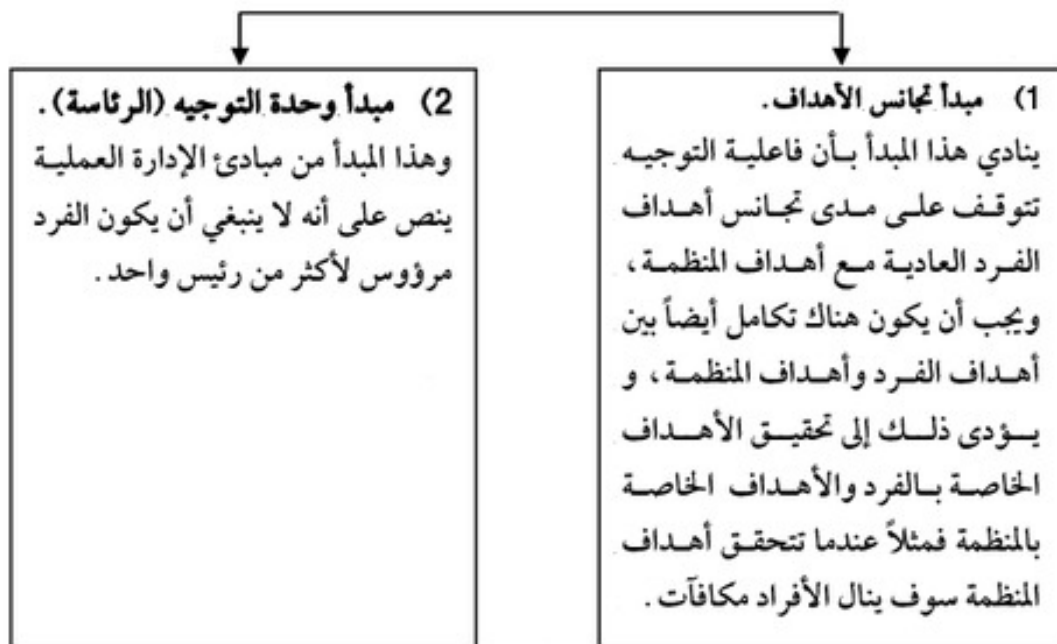 1) مبدأ تجانس الأهداف.
ينادي هذا المبدأ بأن فاعلية التوجيه
تتوقف على مدى تجانس أهداف
الفرد العادية مع أهداف المنظمة،
ويجب أن يكون هناك تكامل أيضاً بين
أهداف الفرد وأهداف المنظمة، و
يؤدى ذلك إلى تحقيق الأهداف
الخاصة بالفرد والأهداف الخاصة
بالمنظمة فمثلاً عندما تتحقق أهداف
المنظمة سوف ينال الأفراد مكافآت.
2) مبدأ وحدة التوجيه (الرئاسة).
وهذا المبدأ من مبادئ الإدارة العملية
ينص على أنه لا ينبغي أن يكون الفرد
مرؤوس لأكثر من رئيس واحد.